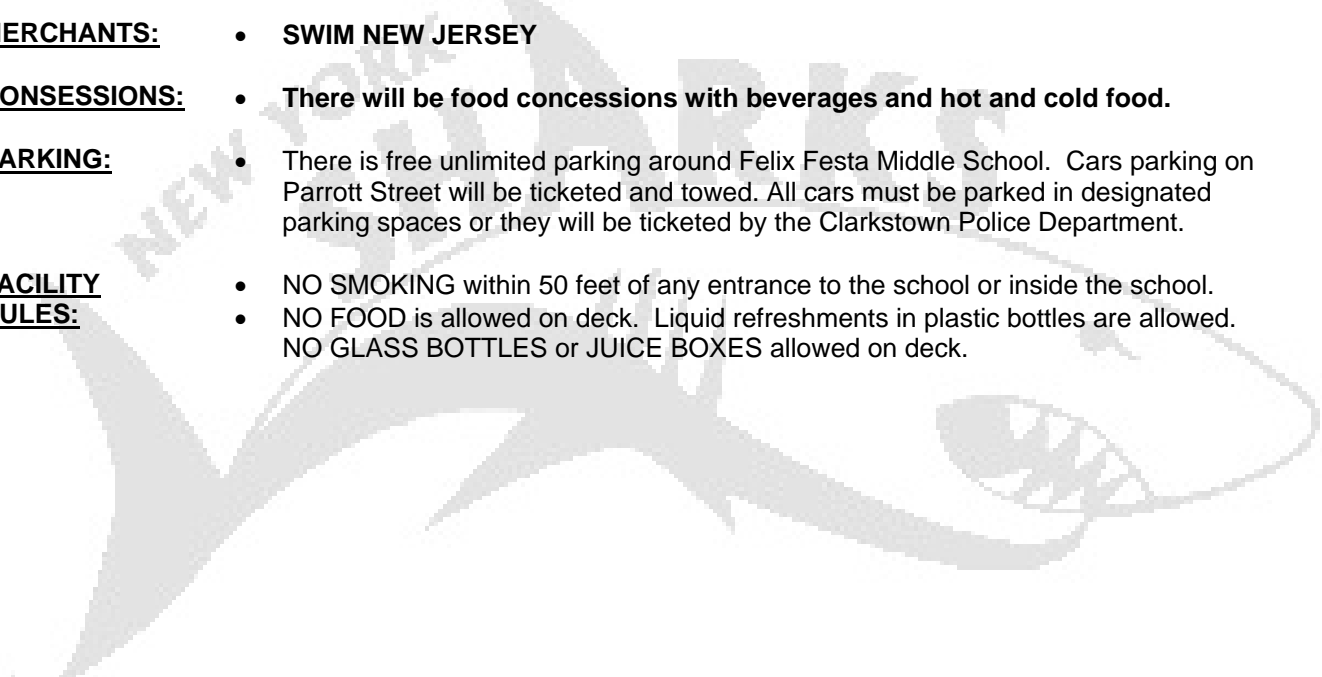 ERCHANTS: • SWIM NEW JERSEY
ONSESSIONS: • There will be food concessions with beverages and hot and cold food.
ARKING: • There is free unlimited parking around Felix Festa Middle School. Cars parking on
Parrott Street will be ticketed and towed. All cars must be parked in designated
parking spaces or they will be ticketed by the Clarkstown Police Department.
ACILITY • NO SMOKING within 50 feet of any entrance to the school or inside the school.
ULES: • NO FOOD is allowed on deck. Liquid refreshments in plastic bottles are allowed.
NO GLASS BOTTLES or JUICE BOXES allowed on deck.
NEW YORK
SHARKS